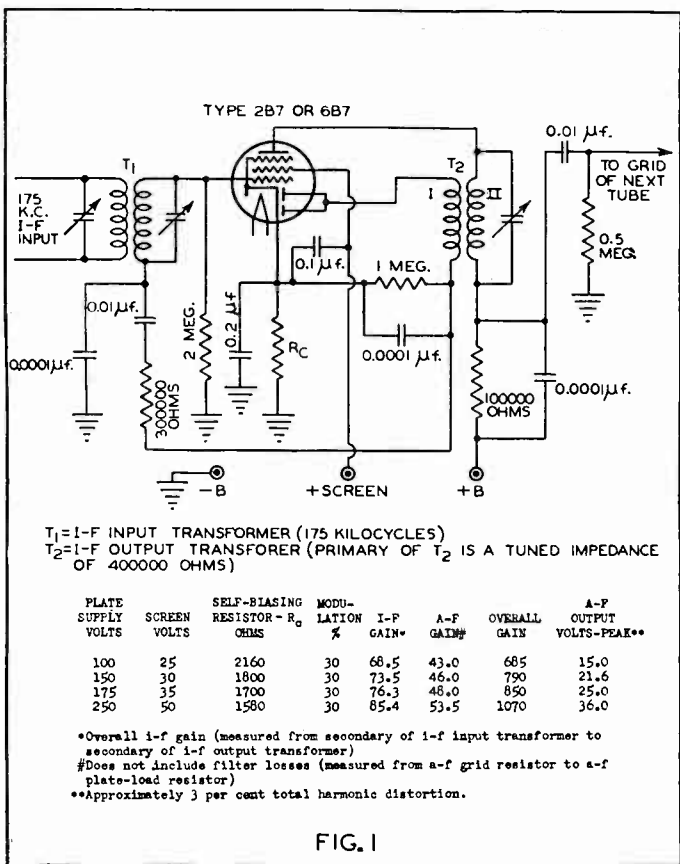 TYPE 2B7 OR 6B7
T1
T2
I
II
175
K.C.
I-F
INPUT
0.01 µf.
TO GRID
OF NEXT
TUBE
0.5
MEG.
0.1µf.
1 MEG.
0.01µf.
0.0001µf.
2 MEG.
0.2 µf
RC
0.0001 µf.
300000
OHMS
100000
OHMS
0.0001µf.
-B
+SCREEN
+B
T1=I-F INPUT TRANSFORMER (175 KILOCYCLES)
T2=I-F OUTPUT TRANSFORER (PRIMARY OF T2 IS A TUNED IMPEDANCE
OF 400000 OHMS)
PLATE SUPPLY VOLTS SCREEN VOLTS SELF-BIASING RESISTOR-Rc OHMS MODU-LATION % I-F GAIN* A-F GAIN# OVERALL GAIN A-F OUTPUT VOLTS-PEAK**
100 25 2160 30 68.5 43.0 685 15.0
150 30 1800 30 73.5 46.0 790 21.6
175 35 1700 30 76.3 48.0 850 25.0
250 50 1580 30 85.4 53.5 1070 36.0
*Overall i-f gain (measured from secondary of i-f input transformer to
secondary of i-f output transformer)
#Does not include filter losses (measured from a-f grid resistor to a-f
plate-load resistor)
**Approximately 3 per cent total harmonic distortion.
FIG. 1